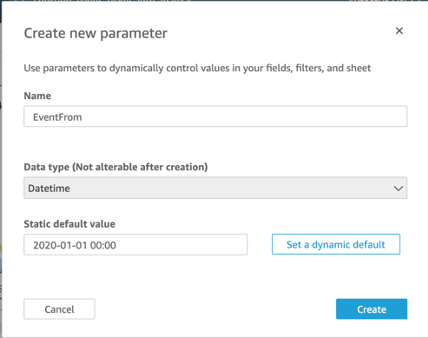 Create new parameter
Use parameters to dynamically control values in your fields, filters, and sheet
Name
EventFrom
Data type (Not alterable after creation)
Datetime
Static default value
2020-01-01 00:00
Set a dynamic default
Cancel
Create